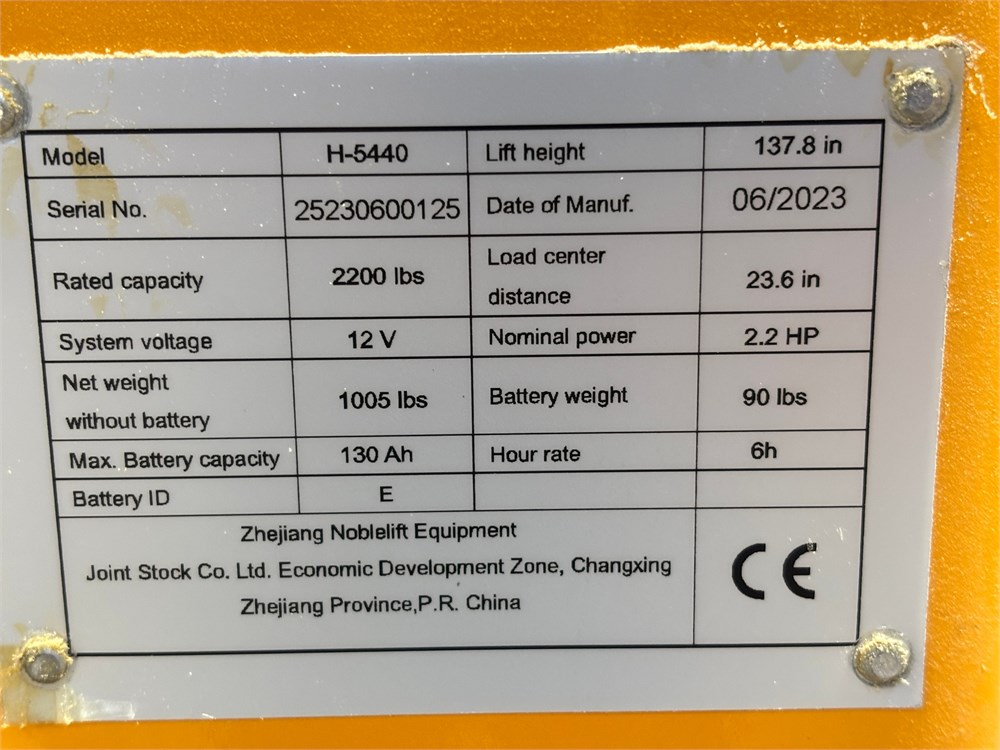 Model H-5440 Lift height 137.8 in
Serial No. 25230600125 Date of Manuf. 06/2023
Rated capacity 2200 lbs Load center distance 23.6 in
System voltage 12 V Nominal power 2.2 HP
Net weight without battery 1005 lbs Battery weight 90 lbs
Max. Battery capacity 130 Ah Hour rate 6h
Battery ID E
Zhejiang Noblelift Equipment
Joint Stock Co. Ltd. Economic Development Zone, Changxing
Zhejiang Province,P.R. China
CE